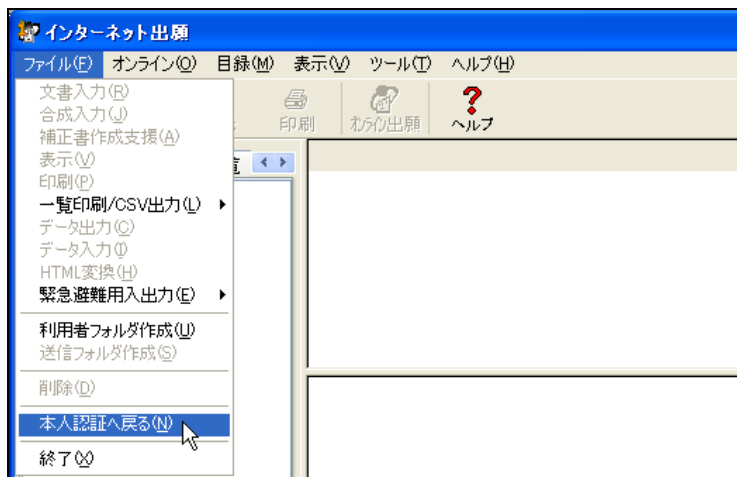 インターネット出願
ファイル(F) オンライン(O) 目録(M) 表示(V) ツール(T) ヘルプ(H)
印刷 オンライン出願 ヘルプ
文書入力(R)
合成入力(J)
補正書作成支援(A)
表示(V)
印刷(P)
一覧印刷/CSV出力(L)
データ出力(C)
データ入力(I)
HTML変換(H)
緊急避難用入出力(E)
利用者フォルダ作成(U)
送信フォルダ作成(S)
削除(D)
本人認証へ戻る(N)
終了(X)